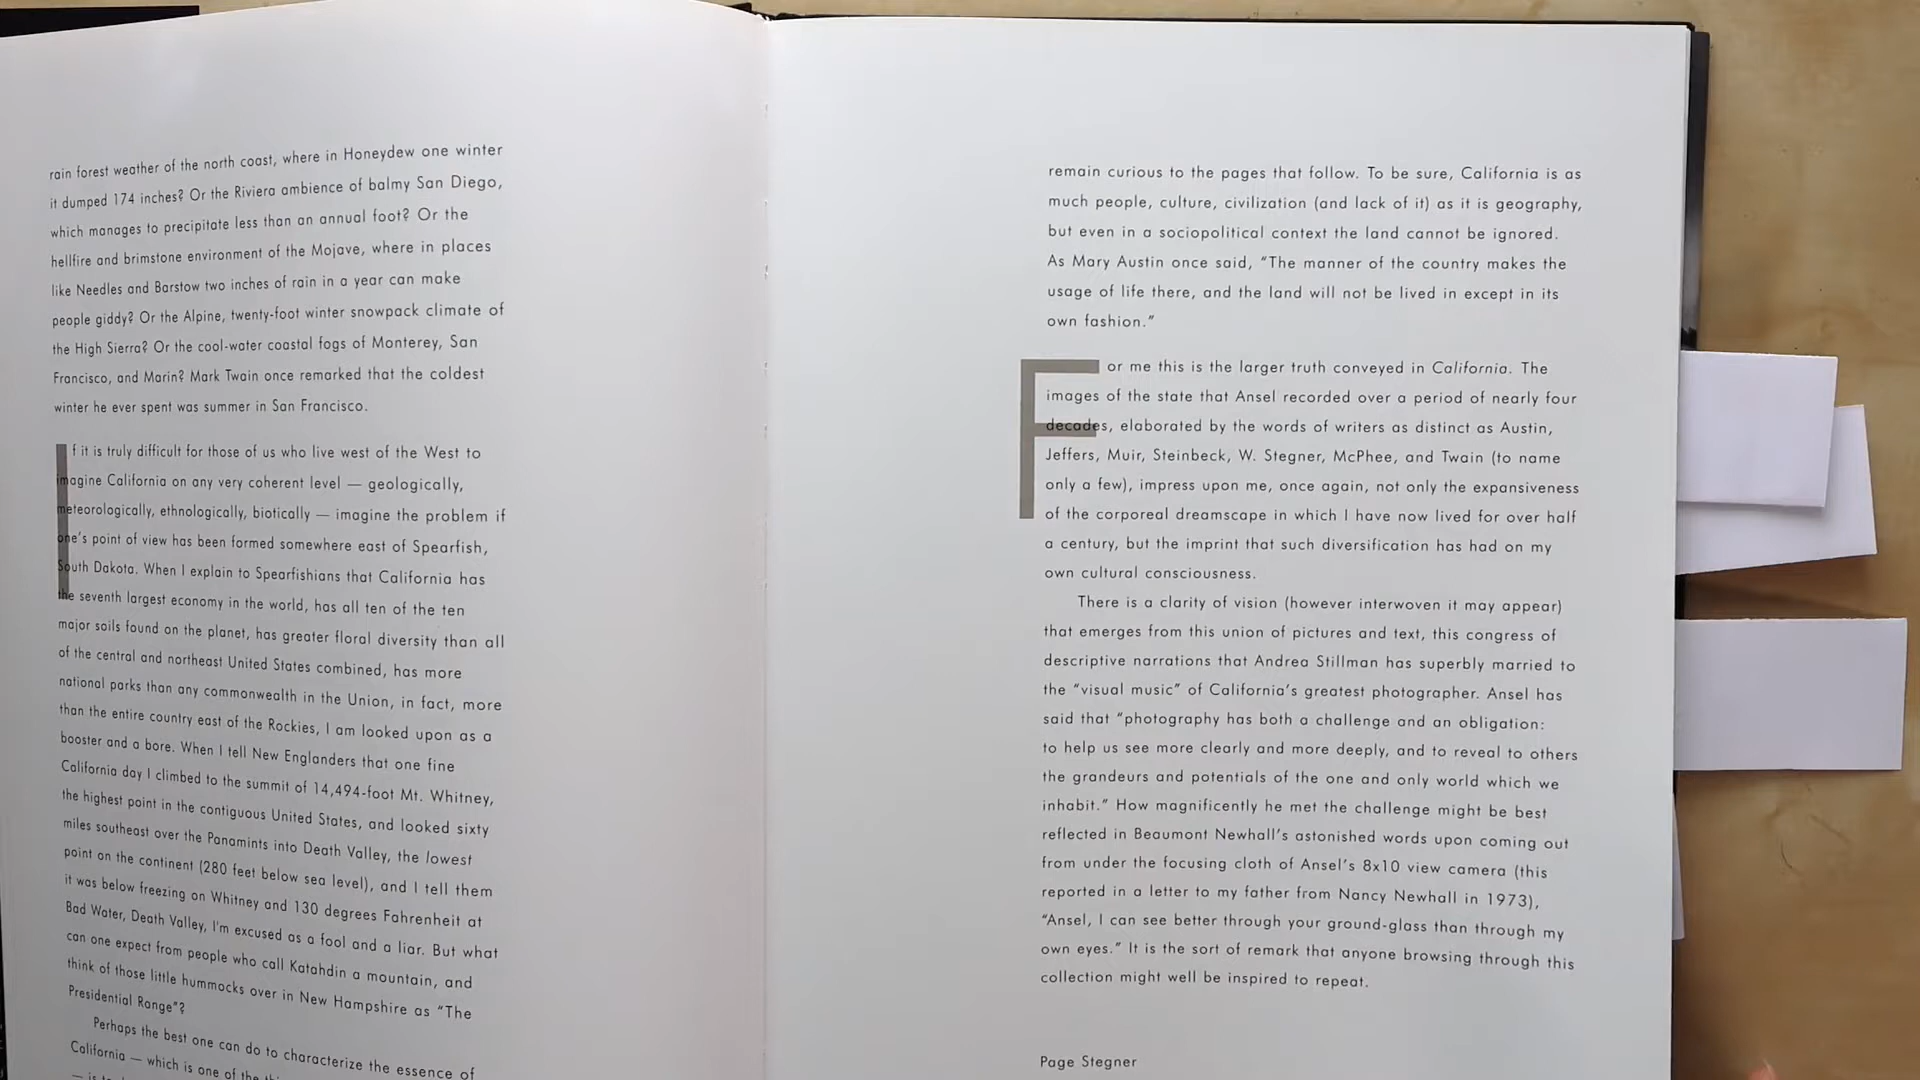 rain forest weather of the north coast, where in Honeydew one winter
it dumped 174 inches? Or the Riviera ambience of balmy San Diego,
which manages to precipitate less than an annual foot? Or the
hellfire and brimstone environment of the Mojave, where in places
like Needles and Barstow two inches of rain in a year can make
people giddy? Or the Alpine, twenty-foot winter snowpack climate of
the High Sierra? Or the cool-water coastal fogs of Monterey, San
Francisco, and Marin? Mark Twain once remarked that the coldest
winter he ever spent was summer in San Francisco.
If it is truly difficult for those of us who live west of the West to
imagine California on any very coherent level — geologically,
meteorologically, ethnologically, biotically — imagine the problem if
one's point of view has been formed somewhere east of Spearfish,
South Dakota. When I explain to Spearfishians that California has
the seventh largest economy in the world, has all ten of the ten
major soils found on the planet, has greater floral diversity than all
of the central and northeast United States combined, has more
national parks than any commonwealth in the Union, in fact, more
than the entire country east of the Rockies, I am looked upon as a
booster and a bore. When I tell New Englanders that one fine
California day I climbed to the summit of 14,494-foot Mt. Whitney,
the highest point in the contiguous United States, and looked sixty
miles southeast over the Panamints into Death Valley, the lowest
point on the continent (280 feet below sea level), and I tell them
it was below freezing on Whitney and 130 degrees Fahrenheit at
Bad Water, Death Valley, I'm excused as a fool and a liar. But what
can one expect from people who call Katahdin a mountain, and
think of those little hummocks over in New Hampshire as "The
Presidential Range"?
Perhaps the best one can do to characterize the essence of
California — which is one of the
remain curious to the pages that follow. To be sure, California is as
much people, culture, civilization (and lack of it) as it is geography,
but even in a sociopolitical context the land cannot be ignored.
As Mary Austin once said, "The manner of the country makes the
usage of life there, and the land will not be lived in except in its
own fashion."
For me this is the larger truth conveyed in California. The
images of the state that Ansel recorded over a period of nearly four
decades, elaborated by the words of writers as distinct as Austin,
Jeffers, Muir, Steinbeck, W. Stegner, McPhee, and Twain (to name
only a few), impress upon me, once again, not only the expansiveness
of the corporeal dreamscape in which I have now lived for over half
a century, but the imprint that such diversification has had on my
own cultural consciousness.
There is a clarity of vision (however interwoven it may appear)
that emerges from this union of pictures and text, this congress of
descriptive narrations that Andrea Stillman has superbly married to
the "visual music" of California's greatest photographer. Ansel has
said that "photography has both a challenge and an obligation:
to help us see more clearly and more deeply, and to reveal to others
the grandeurs and potentials of the one and only world which we
inhabit." How magnificently he met the challenge might be best
reflected in Beaumont Newhall's astonished words upon coming out
from under the focusing cloth of Ansel's 8x10 view camera (this
reported in a letter to my father from Nancy Newhall in 1973),
"Ansel, I can see better through your ground-glass than through my
own eyes." It is the sort of remark that anyone browsing through this
collection might well be inspired to repeat.
Page Stegner